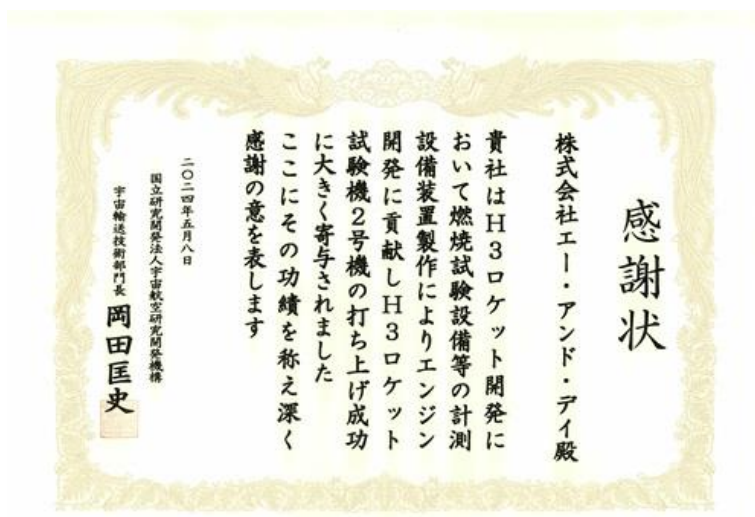 感謝状
株式会社エー・アンド・デイ殿
貴社はH3ロケット開発に
おいて燃焼試験設備等の計測
設備装置製作によりエンジン
開発に貢献しH3ロケット
試験機2号機の打ち上げ成功
に大きく寄与されました
ここにその功績を称え深く
感謝の意を表します
二〇二四年五月八日
国立研究開発法人宇宙航空研究開発機構
宇宙輸送技術部門長 岡田匡史